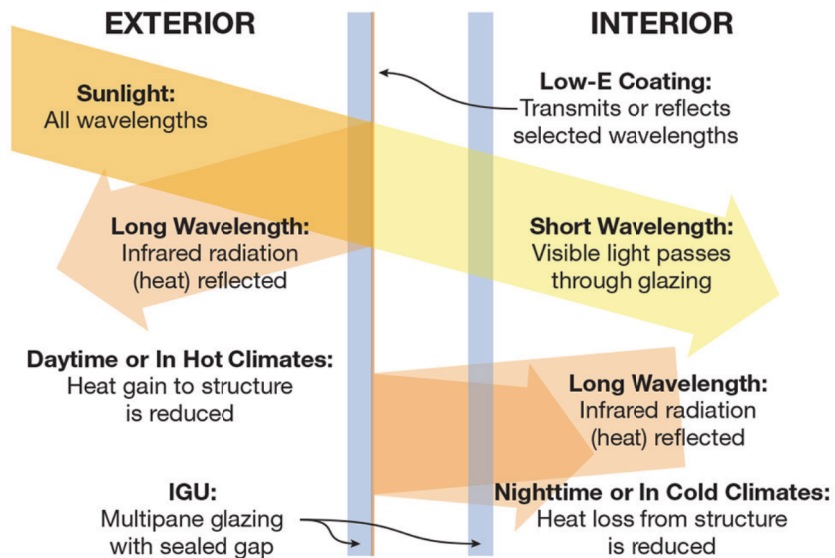 EXTERIOR
INTERIOR
Sunlight:
All wavelengths
Low-E Coating:
Transmits or reflects
selected wavelengths
Long Wavelength:
Infrared radiation
(heat) reflected
Short Wavelength:
Visible light passes
through glazing
Daytime or In Hot Climates:
Heat gain to structure
is reduced
Long Wavelength:
Infrared radiation
(heat) reflected
IGU:
Multipane glazing
with sealed gap
Nighttime or In Cold Climates:
Heat loss from structure
is reduced